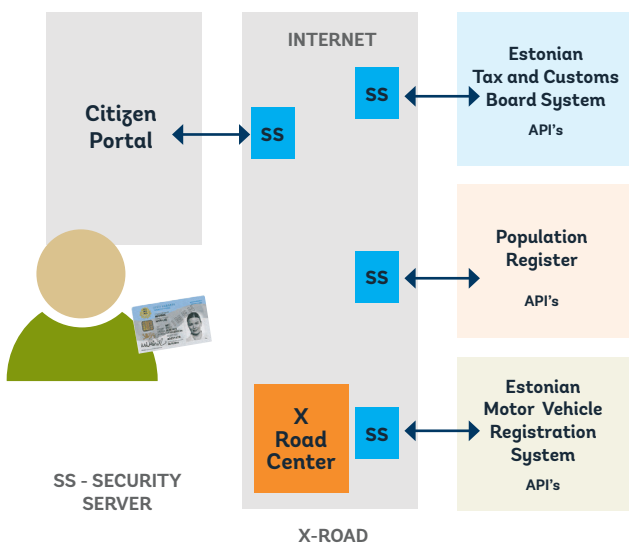 INTERNET
Citizen
Portal
SS
SS
Estonian
Tax and Customs
Board System
API's
SS
Population
Register
API's
X
Road
Center
SS
Estonian
Motor Vehicle
Registration
System
API's
SS - SECURITY
SERVER
X-ROAD